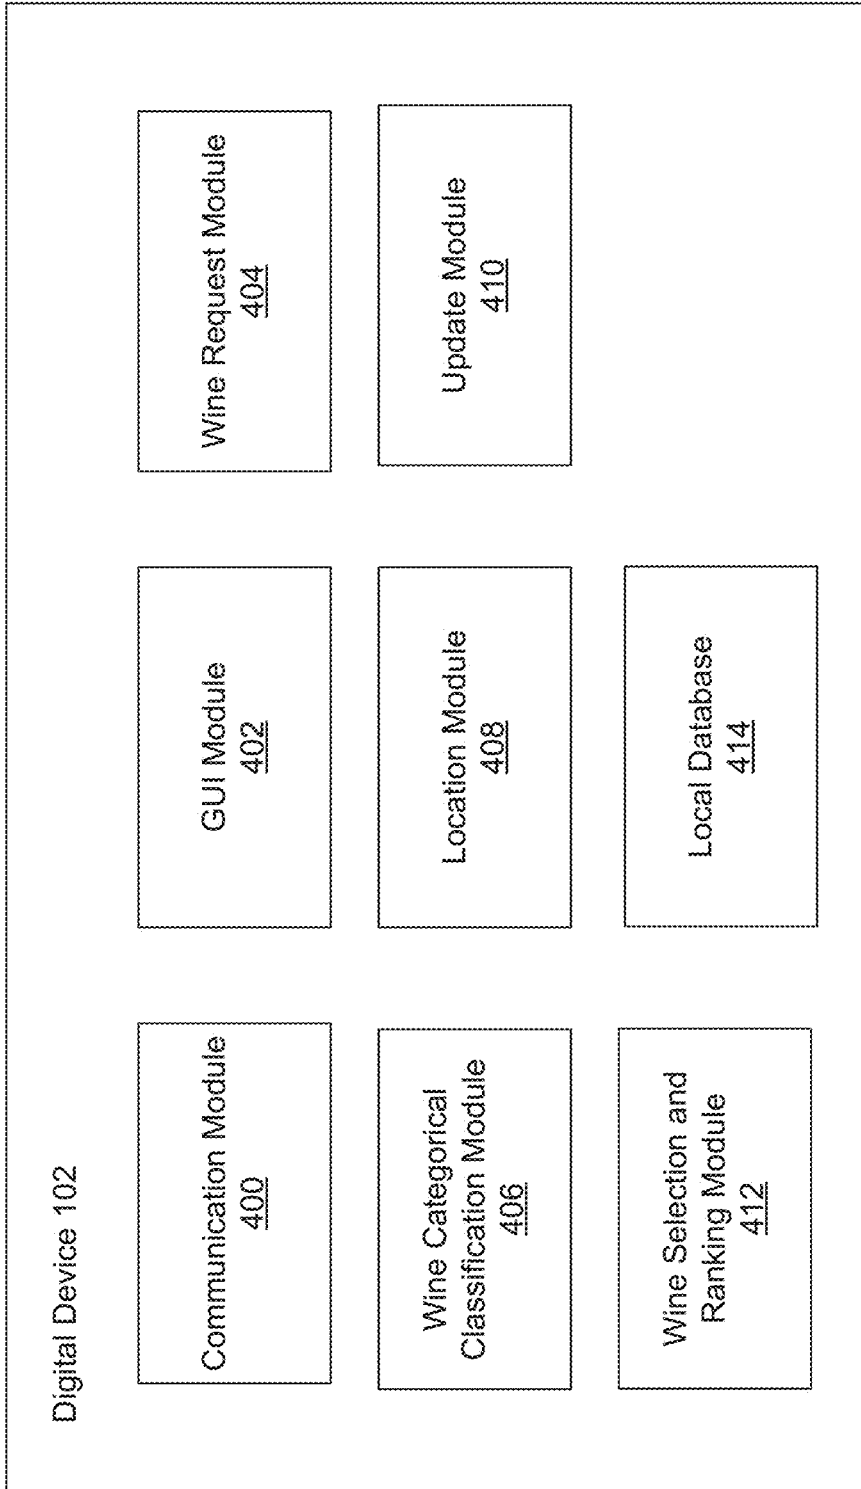 Digital Device 102
Communication Module
400
GUI Module
402
Wine Request Module
404
Wine Categorical
Classification Module
406
Location Module
408
Update Module
410
Wine Selection and
Ranking Module
412
Local Database
414